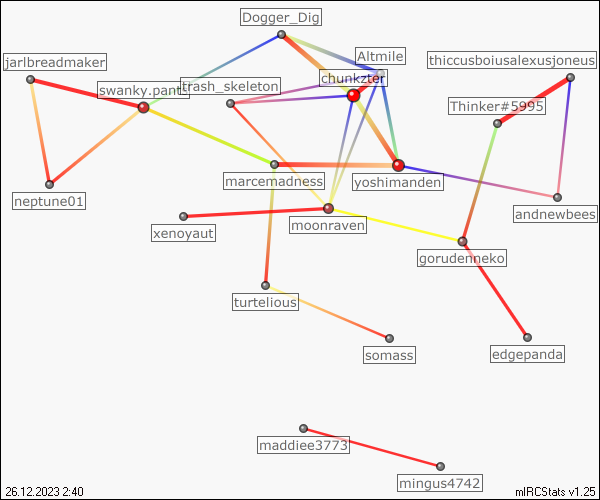 Dogger_Dig
Altmile
jarlbreadmaker
thiccusboiusalexusjoneus
chunkzter
swanky.pants
trash_skeleton
Thinker#5995
marcemadness
yoshimanden
neptune01
andnewbees
moonraven
xenoyaut
gorudenneko
turtelious
somass
edgepanda
maddiee3773
mingus4742
26.12.2023 2:40
mIRCStats v1.25